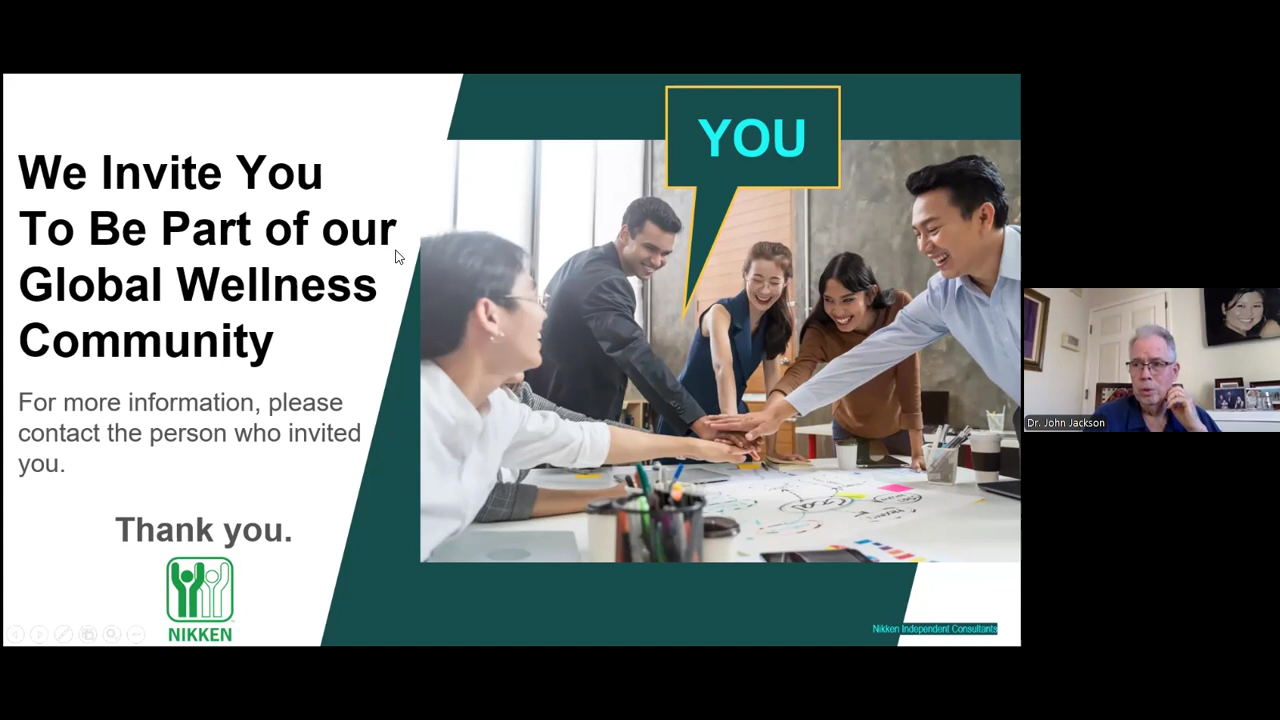 We Invite You
To Be Part of our
Global Wellness
Community
For more information, please
contact the person who invited
you.
Thank you.
NIKKEN
YOU
Nikken Independent Consultants
Dr. John Jackson